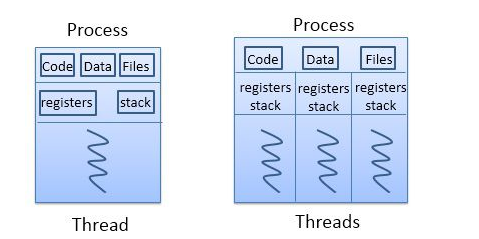 Process
Code Data Files
registers stack
Thread
Process
Code Data Files
registers registers registers
stack stack stack
Threads